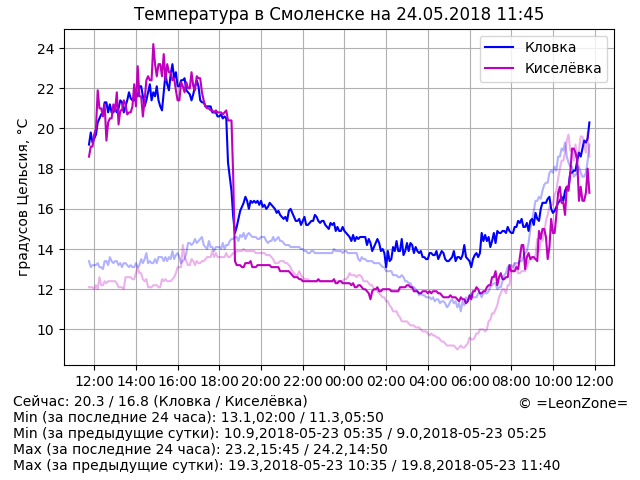 Температура в Смоленске на 24.05.2018 11:45
градусов Цельсия, °C
24
22
20
18
16
14
12
10
Кловка
Киселёвка
12:00 14:00 16:00 18:00 20:00 22:00 00:00 02:00 04:00 06:00 08:00 10:00 12:00
Сейчас: 20.3 / 16.8 (Кловка / Киселёвка)
© =LeonZone=
Min (за последние 24 часа): 13.1,02:00 / 11.3,05:50
Min (за предыдущие сутки): 10.9,2018-05-23 05:35 / 9.0,2018-05-23 05:25
Max (за последние 24 часа): 23.2,15:45 / 24.2,14:50
Max (за предыдущие сутки): 19.3,2018-05-23 10:35 / 19.8,2018-05-23 11:40